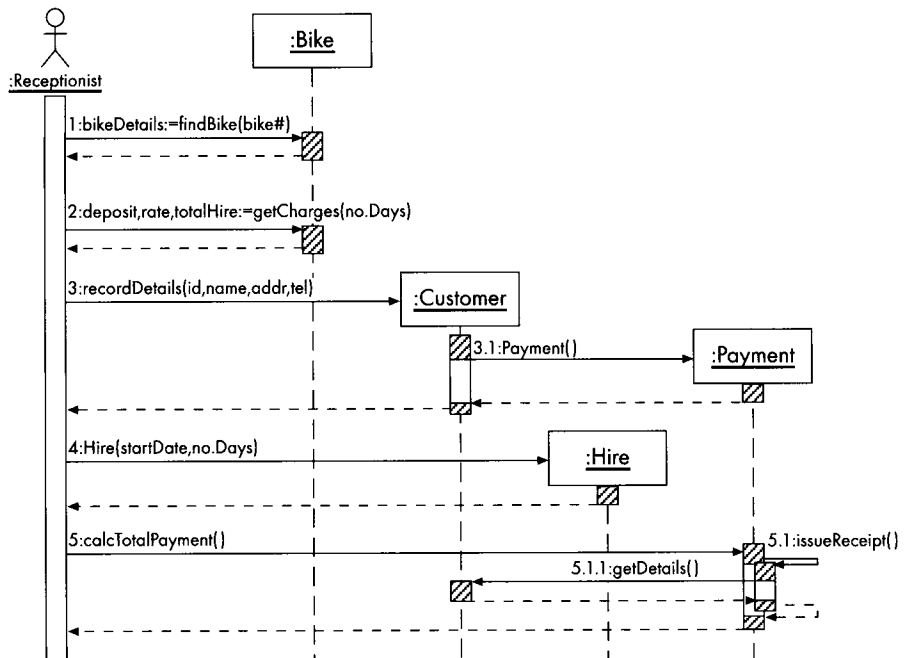 :Bike
:Receptionist
1:bikeDetails:=findBike(bike#)
2:deposit,rate,totalHire:=getCharges(no.Days)
3:recordDetails(id,name,addr,tel)
:Customer
3.1:Payment()
:Payment
4:Hire(startDate,no.Days)
:Hire
5:calcTotalPayment()
5.1:issueReceipt()
5.1.1:getDetails()